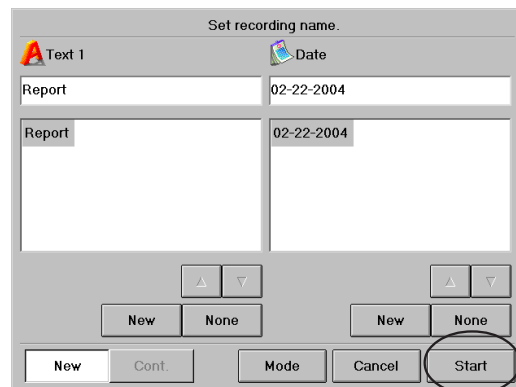 Set recording name.
Text 1 Date
Report 02-22-2004
Report 02-22-2004
New None New None
New Cont. Mode Cancel Start